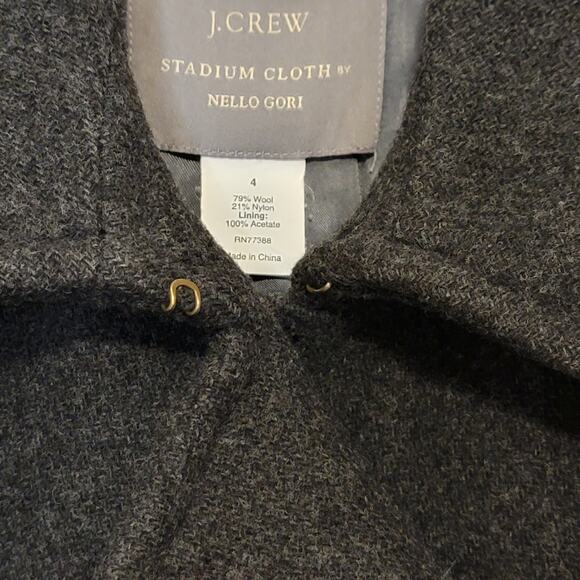 J.CREW
STADIUM CLOTH BY
NELLO GORI
4
79% Wool
21% Nylon
Lining:
100% Acetate
RN77388
Made in China